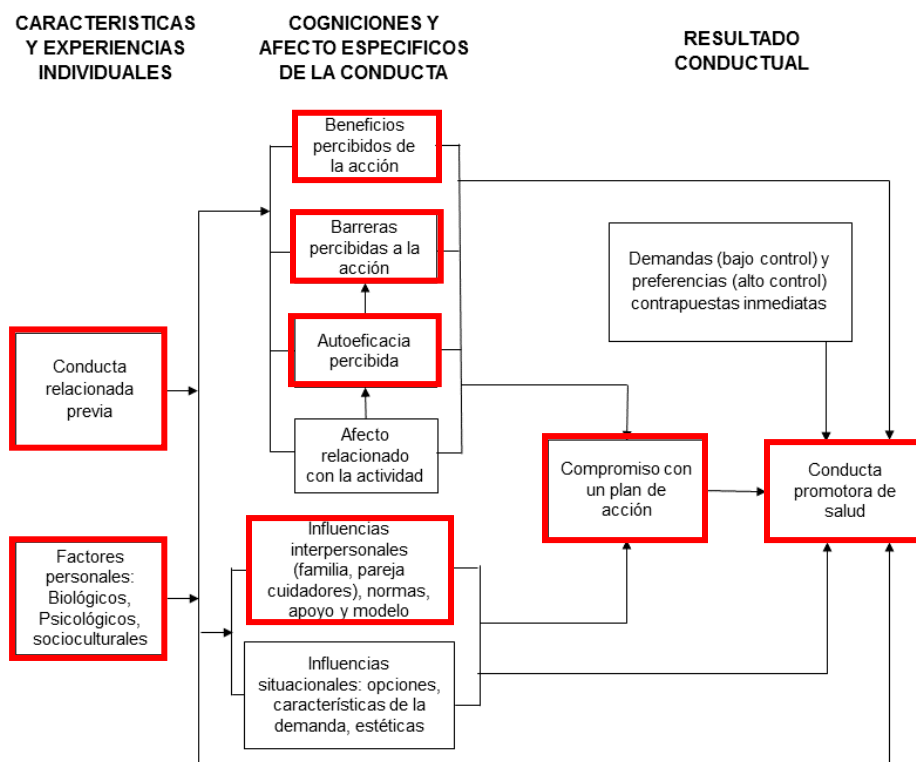 CARACTERISTICAS
Y EXPERIENCIAS
INDIVIDUALES
COGNICIONES Y
AFECTO ESPECIFICOS
DE LA CONDUCTA
RESULTADO
CONDUCTUAL
Beneficios
percibidos de
la acción
Barreras
percibidas a la
acción
Autoeficacia
percibida
Afecto
relacionado
con la actividad
Conducta
relacionada
previa
Factores
personales:
Biológicos,
Psicológicos,
socioculturales
Influencias
interpersonales
(familia, pareja
cuidadores), normas,
apoyo y modelo
Influencias
situacionales: opciones,
características de la
demanda, estéticas
Demandas (bajo control) y
preferencias (alto control)
contrapuestas inmediatas
Compromiso con
un plan de
acción
Conducta
promotora de
salud